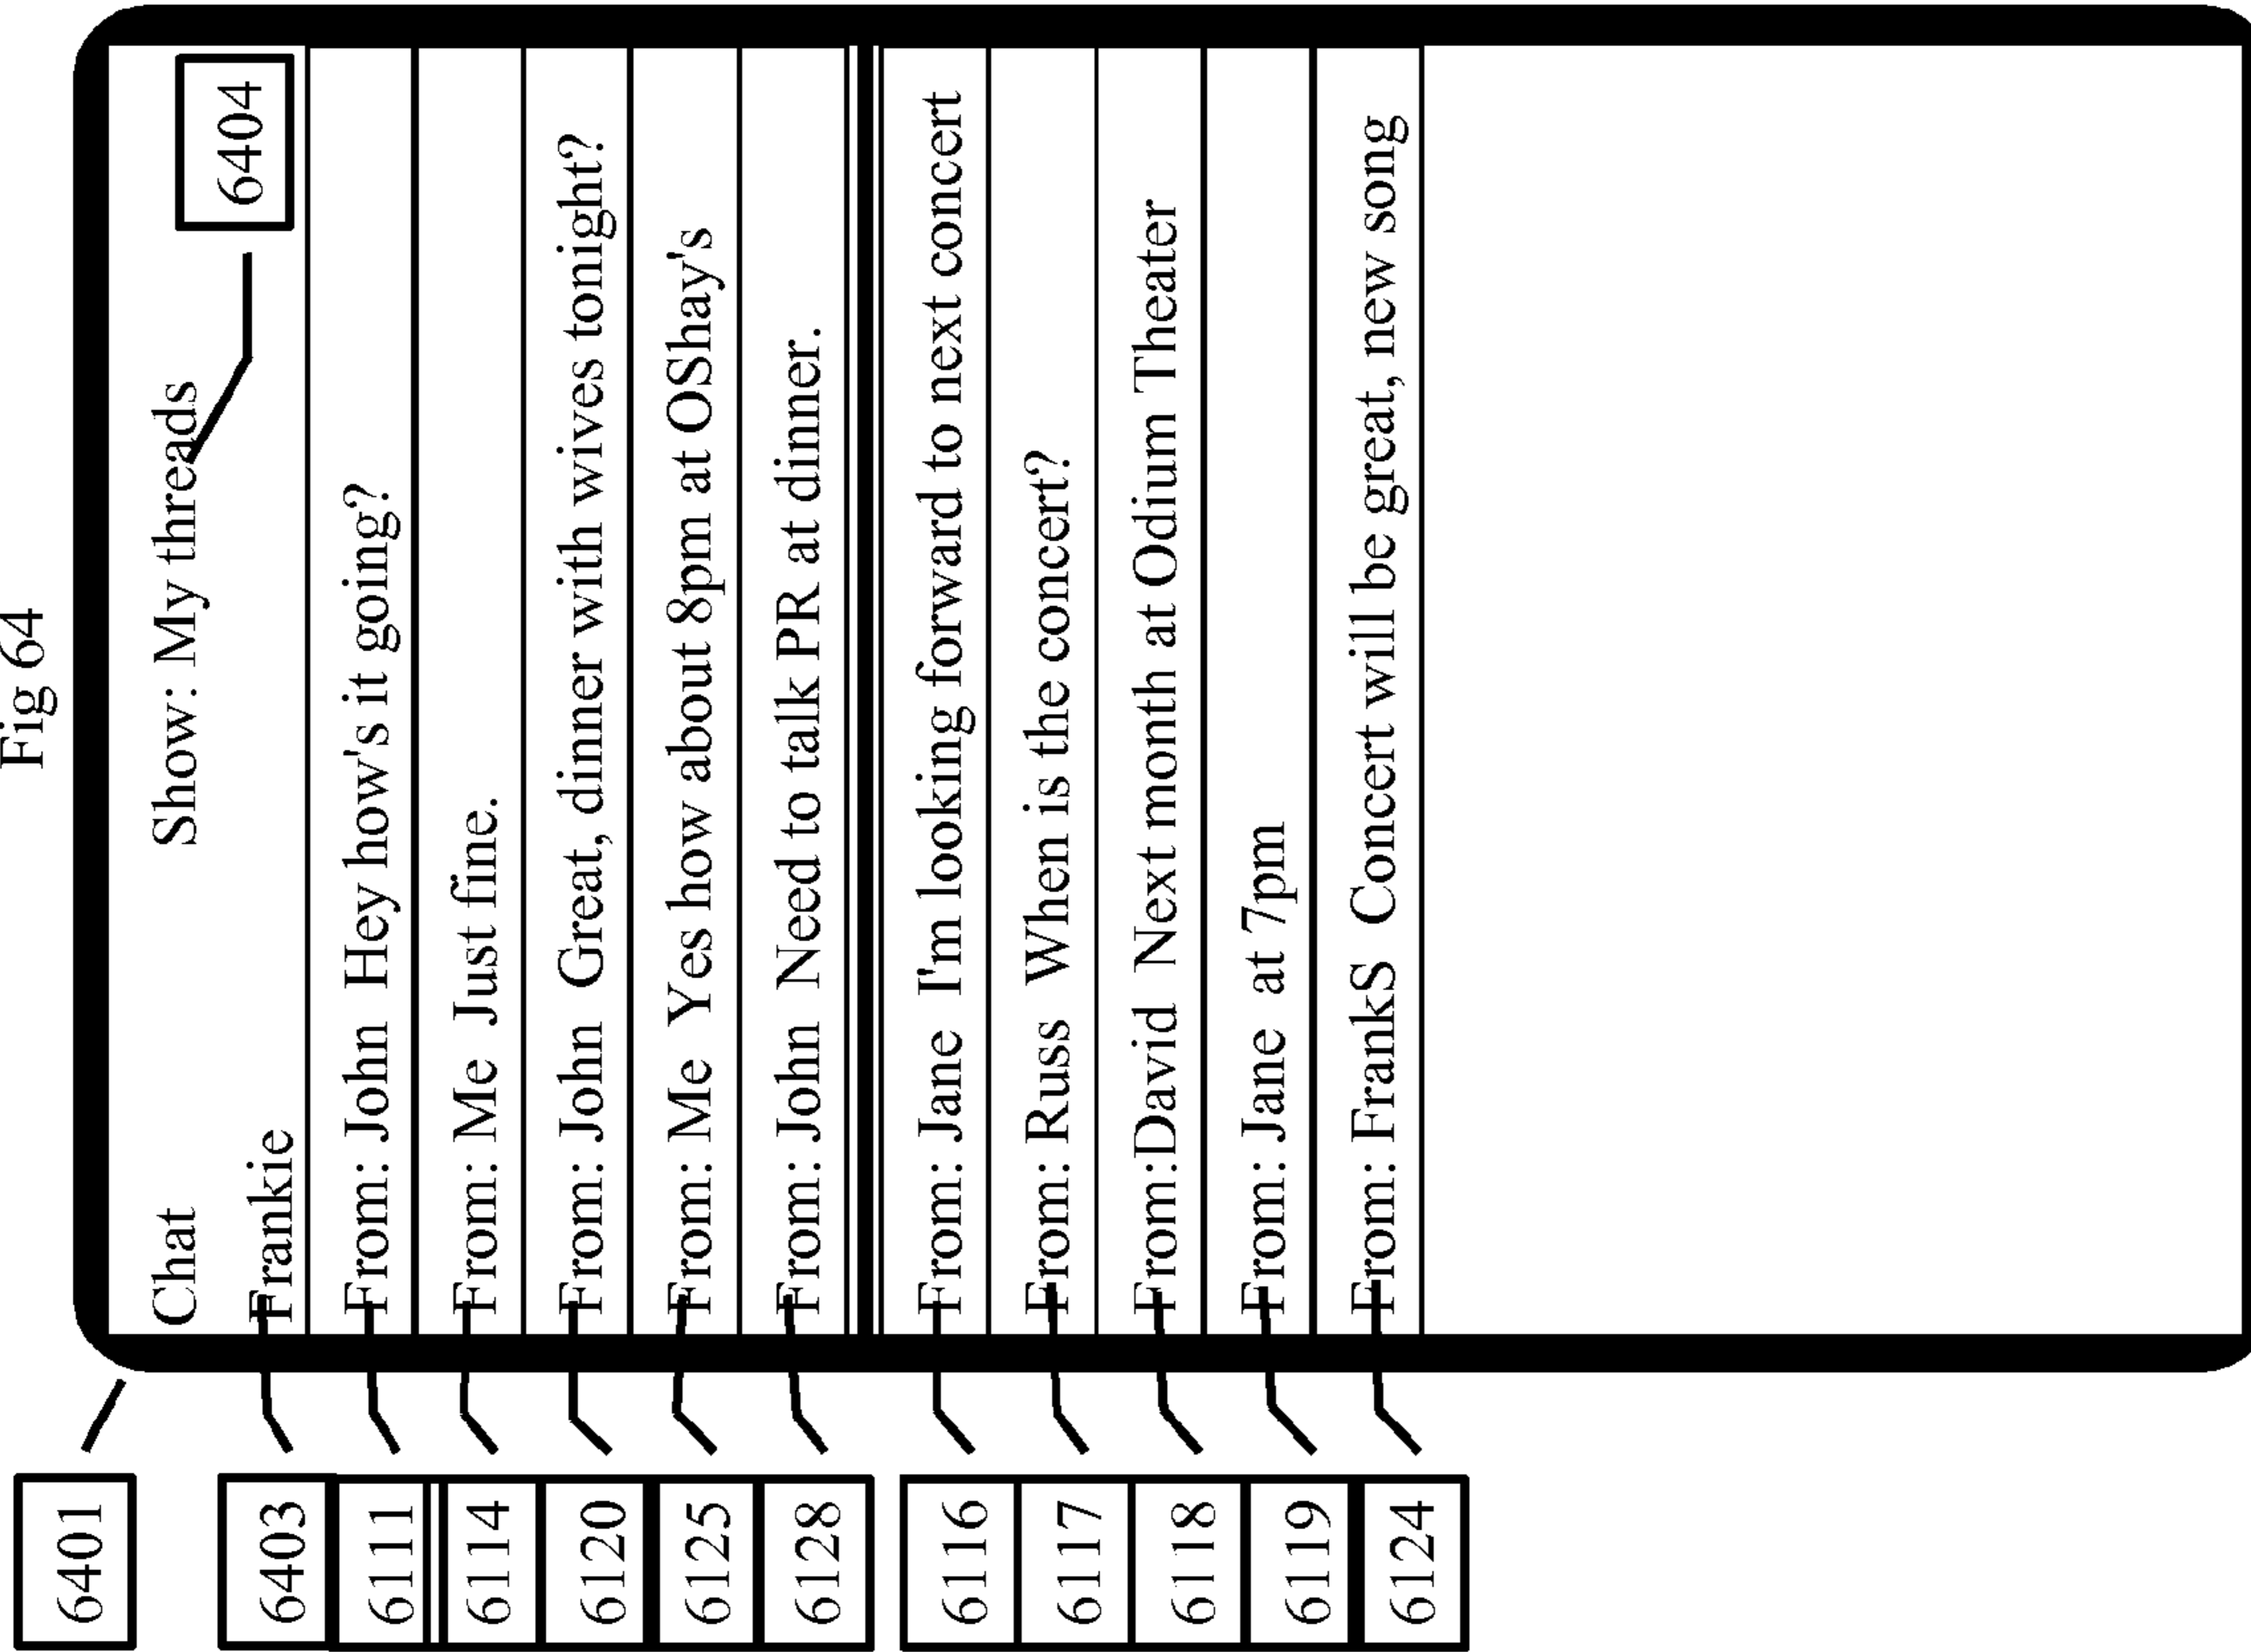 Fig 64
6401
Chat Show: My threads
6403 Frankie 6404
6111 From: John Hey how's it going?
6114 From: Me Just fine.
6120 From: John Great, dinner with wives tonight?
6125 From: Me Yes how about 8pm at OShay's
6128 From: John Need to talk PR at dinner.
6116 From: Jane I'm looking forward to next concert
6117 From: Russ When is the concert?
6118 From:David Next month at Odium Theater
6119 From: Jane at 7pm
6124 From: FrankS Concert will be great, new song